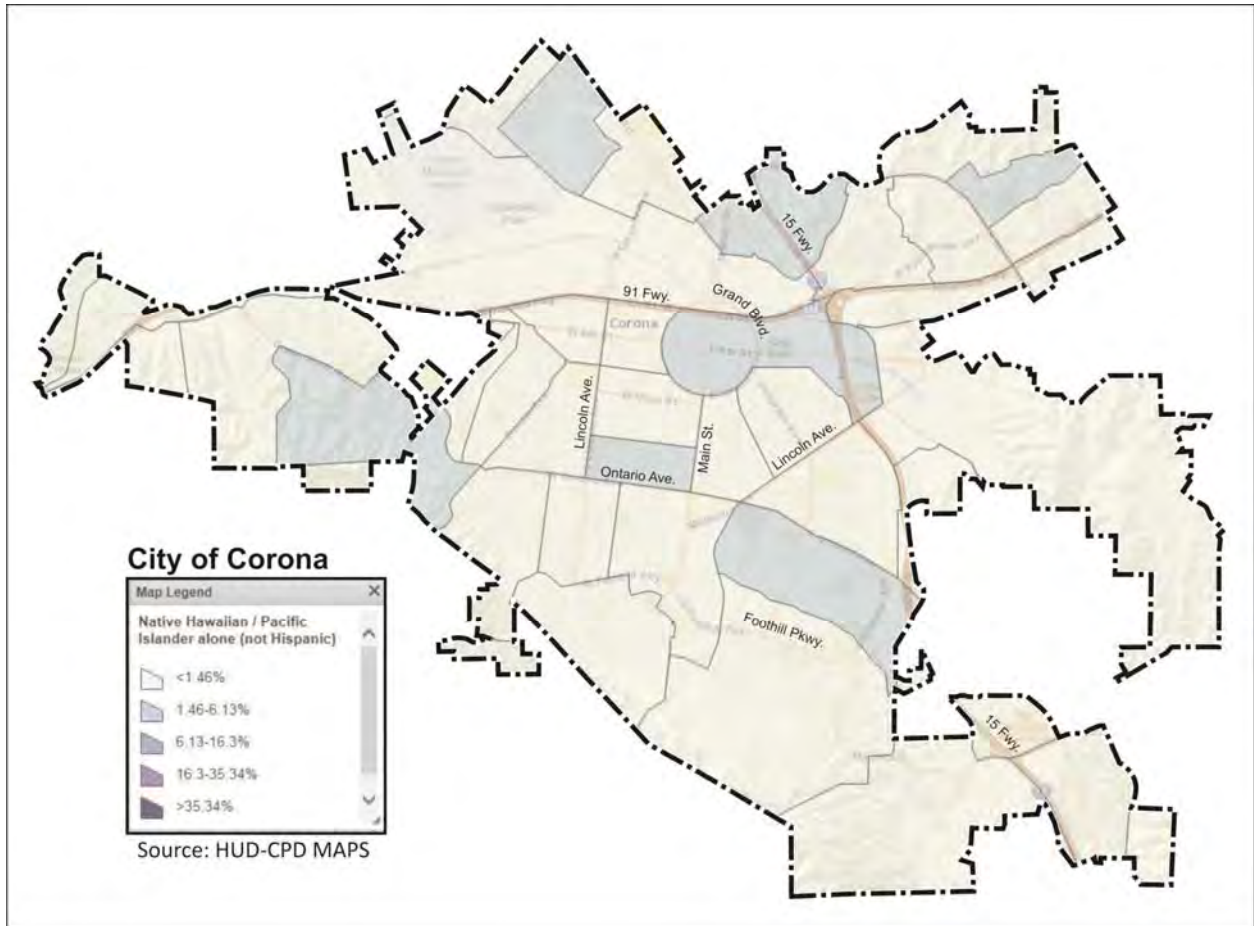 15 Fwy.
91 Fwy.
Grand Blvd.
Corona
Lincoln Ave.
Main St.
Lincoln Ave.
Ontario Ave.
Foothill Pkwy.
15 Fwy.
City of Corona
Map Legend
Native Hawaiian / Pacific
Islander alone (not Hispanic)
<1.46%
1.46-6.13%
6.13-16.3%
16.3-35.34%
>35.34%
Source: HUD-CPD MAPS